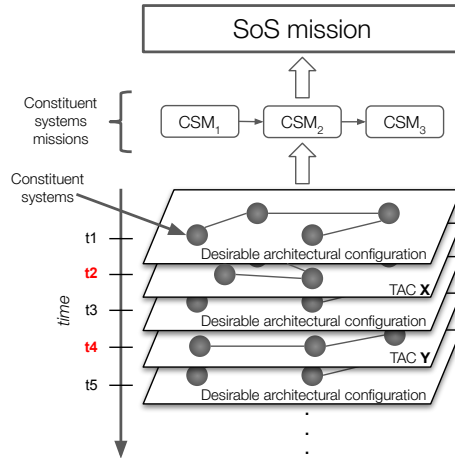 SoS mission
Constituent
systems
missions
CSM1
CSM2
CSM3
Constituent
systems
time
t1
Desirable architectural configuration
t2
TAC X
t3
Desirable architectural configuration
t4
TAC Y
t5
Desirable architectural configuration